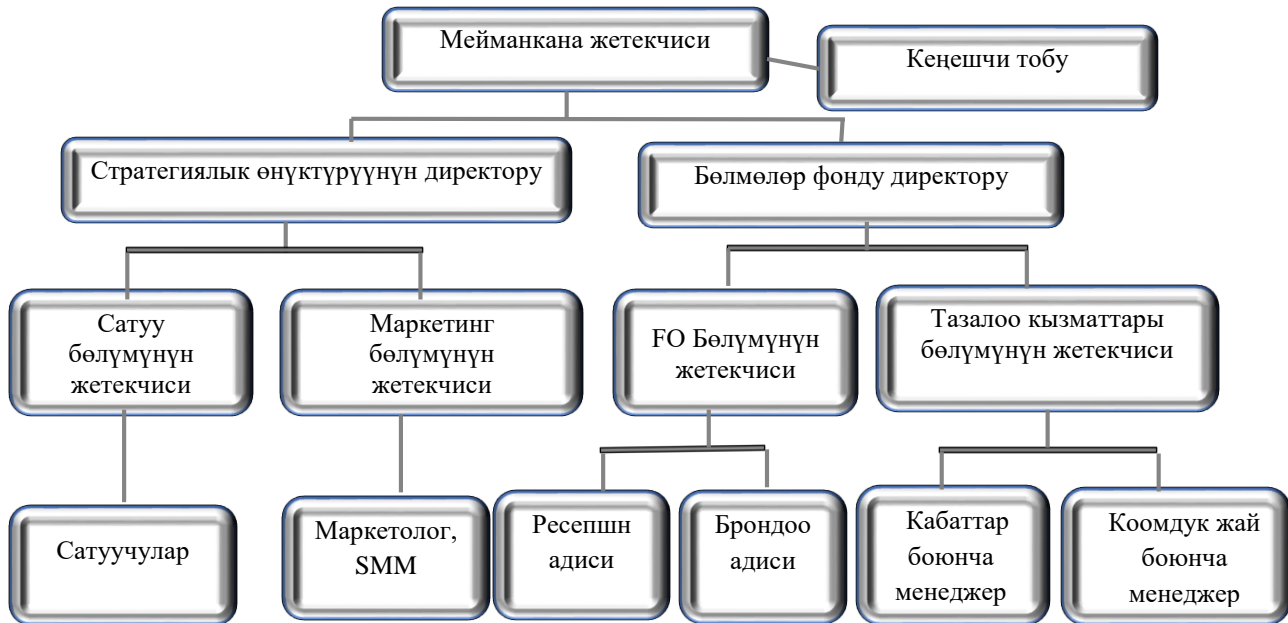 Мейманкана жетекчиси
Кеңешчи тобу
Стратегиялык өнүктүрүүнүн директору
Бөлмөлөр фонду директору
Сатуу
бөлүмүнүн
жетекчиси
Маркетинг
бөлүмүнүн
жетекчиси
FO Бөлүмүнүн
жетекчиси
Тазалоо кызматтары
бөлүмүнүн жетекчиси
Сатуучулар
Маркетолог,
SMM
Ресепшн
адиси
Брондоо
адиси
Кабаттар
боюнча
менеджер
Коомдук жай
боюнча
менеджер